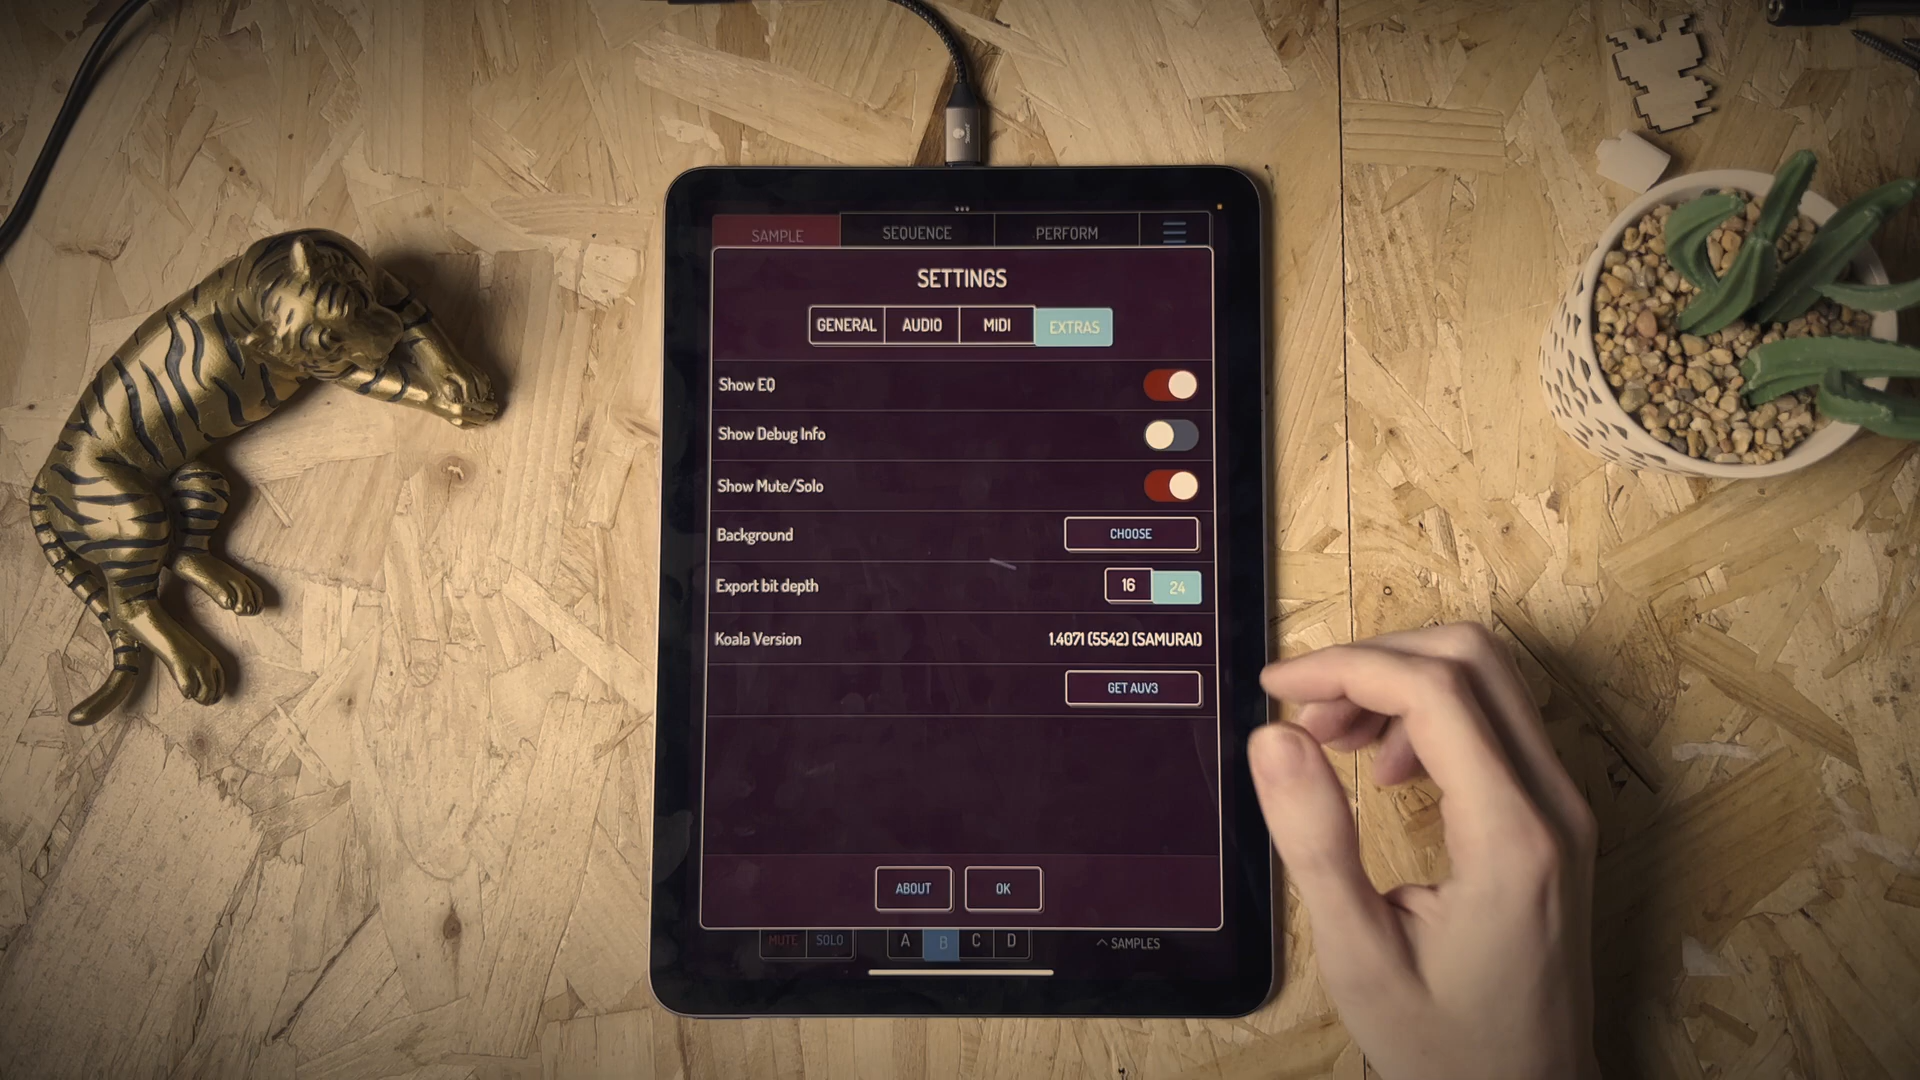 SAMPLE SEQUENCE PERFORM
SETTINGS
GENERAL AUDIO MIDI EXTRAS
Show EQ
Show Debug Info
Show Mute/Solo
Background CHOOSE
Export bit depth 16 24
Koala Version 1.4071 (5542) (SAMURAI)
GET AUV3
ABOUT OK
MUTE SOLO A B C D SAMPLES